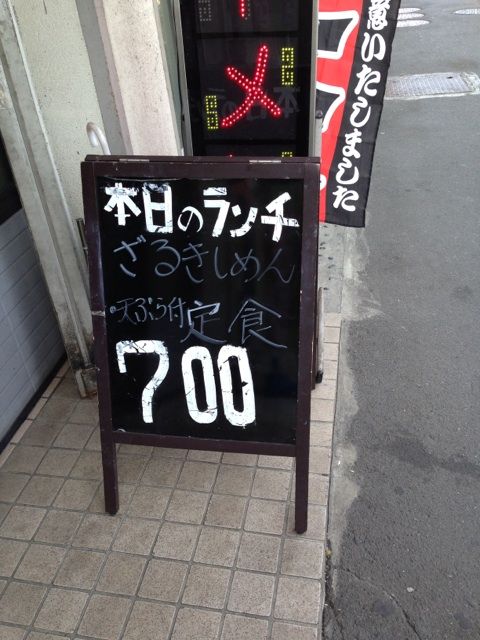 本日のランチ
ざるきしめん
天ぷら付定食
700
メ
意いたしました